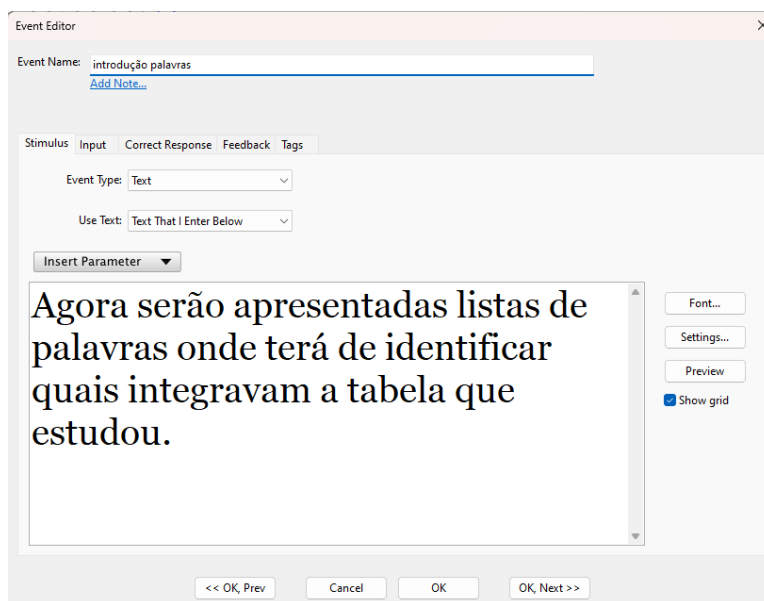 Event Editor
Event Name: introdução palavras
Add Note...
Stimulus Input Correct Response Feedback Tags
Event Type: Text
Use Text: Text That I Enter Below
Insert Parameter
Agora serão apresentadas listas de
palavras onde terá de identificar
quais integravam a tabela que
estudou.
Font...
Settings...
Preview
Show grid
<< OK, Prev Cancel OK OK, Next >>